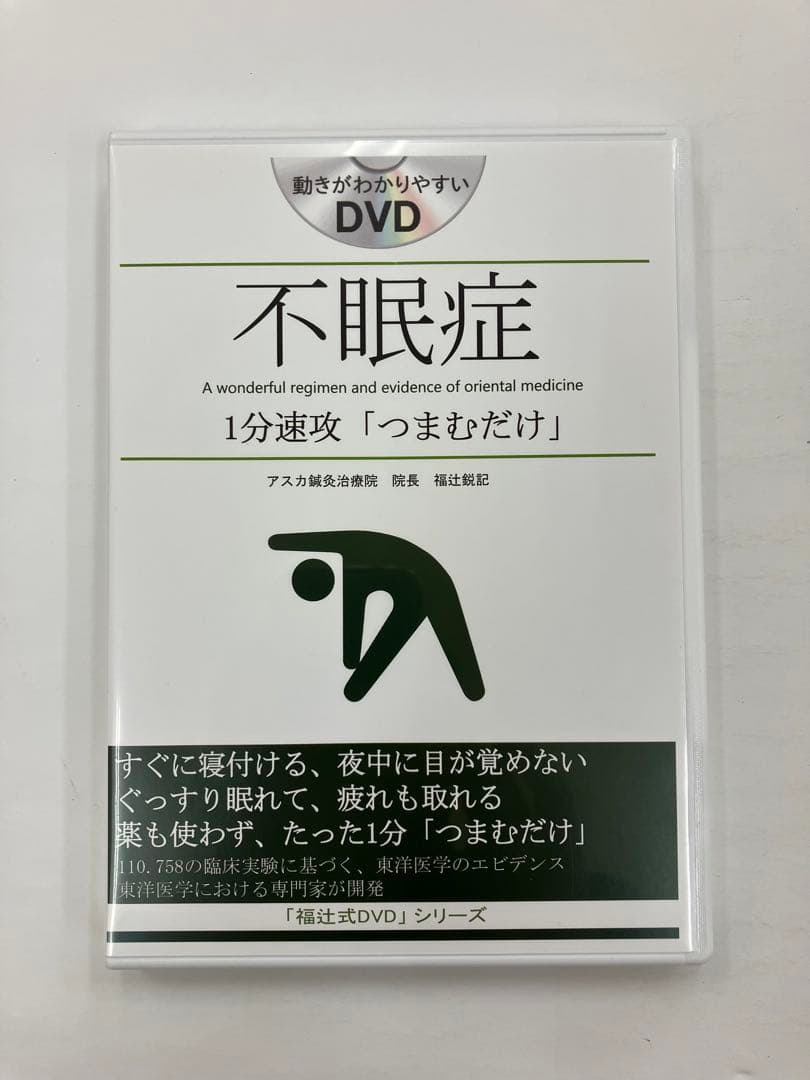 動きがわかりやすい
DVD
不眠症
A wonderful regimen and evidence of oriental medicine
1分速攻「つまむだけ」
アスカ鍼灸治療院　院長　福辻鋭記
すぐに寝付ける、夜中に目が覚めない
ぐっすり眠れて、疲れも取れる
薬も使わず、たった1分「つまむだけ」
110.758の臨床実験に基づく、東洋医学のエビデンス
東洋医学における専門家が開発
「福辻式DVD」シリーズ